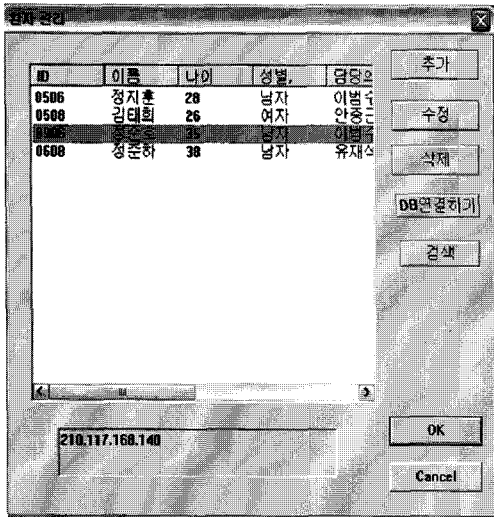 환자 관리
ID 이름 나이 성별, 담당의
0506 정지훈 28 남자 이범수
0508 김태희 26 여자 안중근
35 남자
0608 정준하 38 남자 유재석
추가
수정
삭제
DB연결하기
검색
210.117.168.140
OK
Cancel